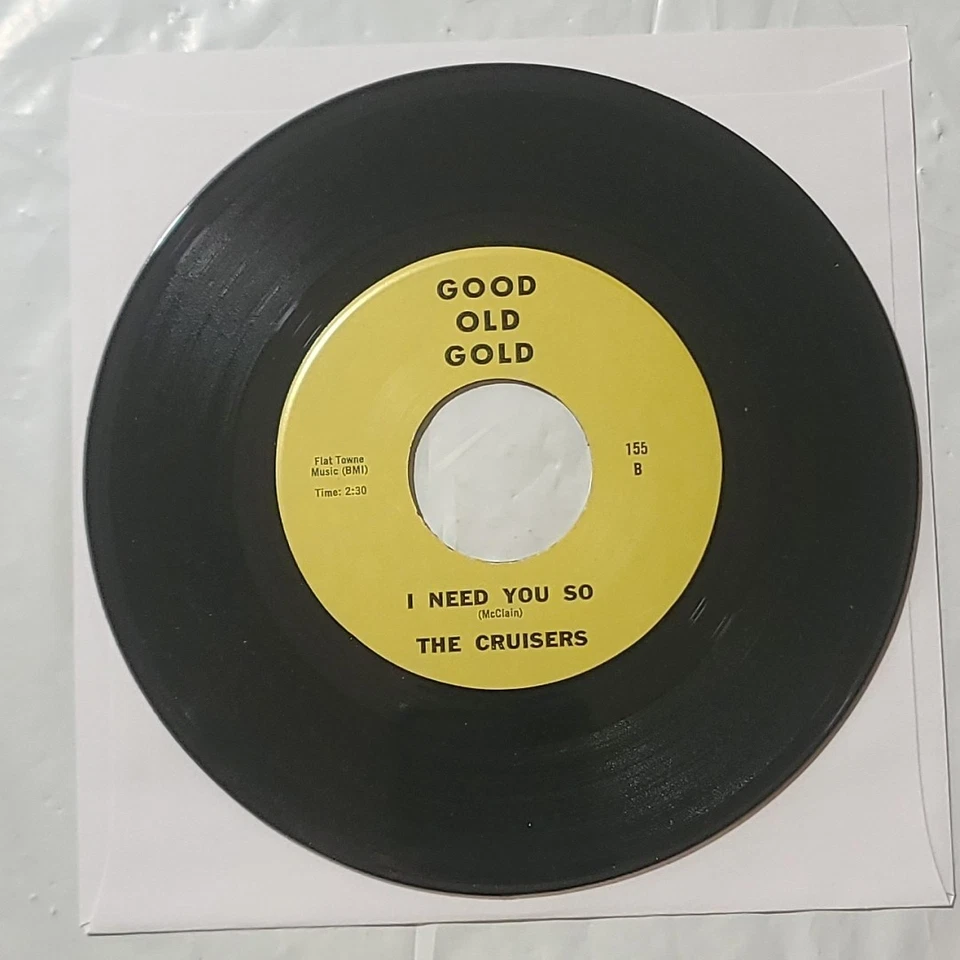 GOOD
OLD
GOLD
Flat Towne
Music (BMI)
Time: 2:30
155
B
I NEED YOU SO
(McClain)
THE CRUISERS